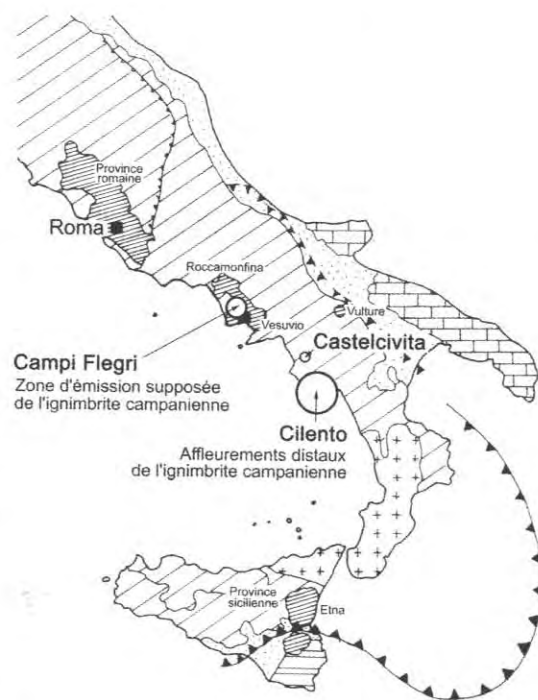 Province
romaine
Roma
Roccamonfina
Vesuvio
Vulture
Castelcivita
Campi Flegri
Zone d'émission supposée
de l'ignimbrite campanienne
Cilento
Affleurements distaux
de l'ignimbrite campanienne
Province
sicilienne
Etna